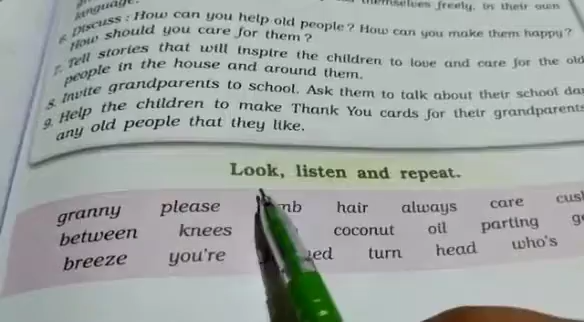 themselves freely, in their own
language.
6. Discuss : How can you help old people? How can you make them happy?
How should you care for them?
7. Tell stories that will inspire the children to love and care for the old
people in the house and around them.
8. Invite grandparents to school. Ask them to talk about their school
9. Help the children to make Thank You cards for their grandparents
any old people that they like.
Look, listen and repeat.
granny please hair always care
between knees coconut oil parting
breeze you're turn head who's